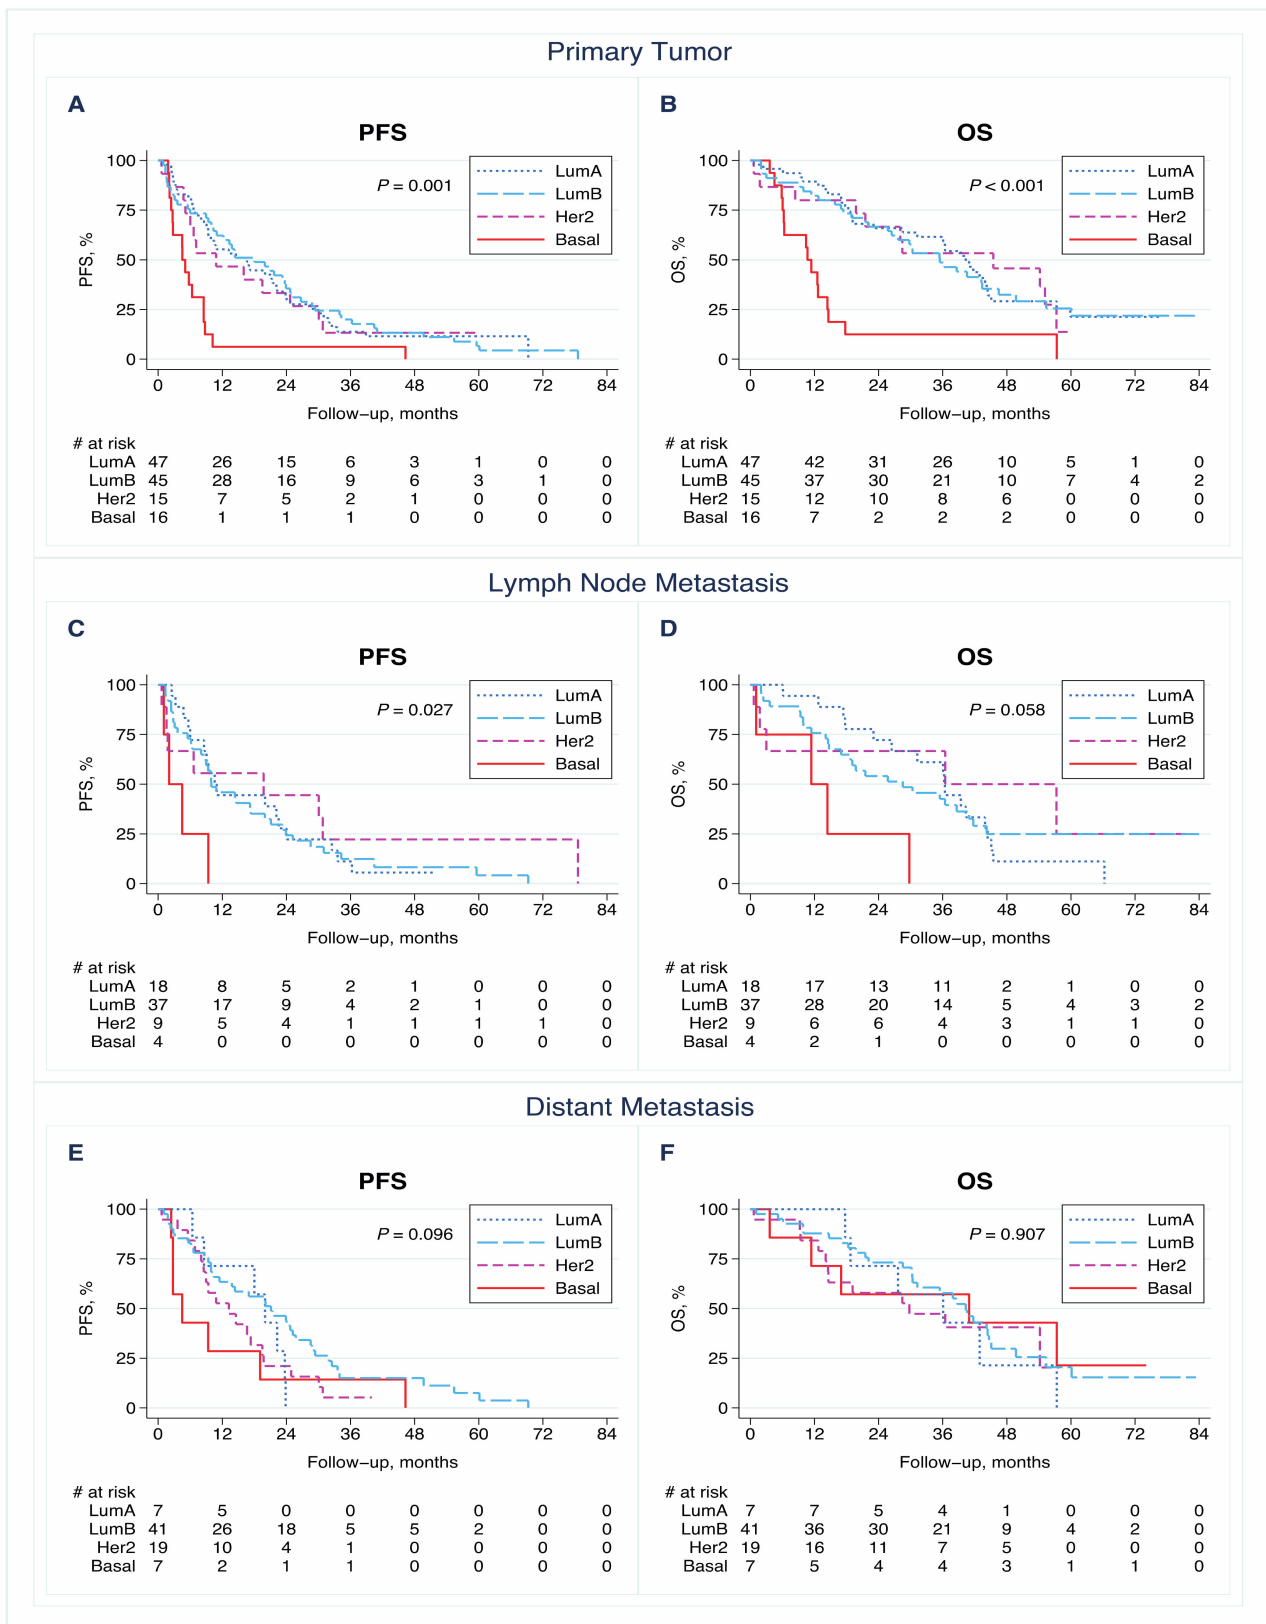 Primary Tumor
A
PFS
100
75
50
25
0
PFS, %
P = 0.001
LumA
LumB
Her2
Basal
0 12 24 36 48 60 72 84
Follow–up, months
# at risk
LumA 47 26 15 6 3 1 0 0
LumB 45 28 16 9 6 3 1 0
Her2 15 7 5 2 1 0 0 0
Basal 16 1 1 1 0 0 0 0
B
OS
100
75
50
25
0
OS, %
P < 0.001
LumA
LumB
Her2
Basal
0 12 24 36 48 60 72 84
Follow–up, months
# at risk
LumA 47 42 31 26 10 5 1 0
LumB 45 37 30 21 10 7 4 2
Her2 15 12 10 8 6 0 0 0
Basal 16 7 2 2 2 0 0 0
Lymph Node Metastasis
C
PFS
100
75
50
25
0
PFS, %
P = 0.027
LumA
LumB
Her2
Basal
0 12 24 36 48 60 72 84
Follow–up, months
# at risk
LumA 18 8 5 2 1 0 0 0
LumB 37 17 9 4 2 1 0 0
Her2 9 5 4 1 1 1 1 0
Basal 4 0 0 0 0 0 0 0
D
OS
100
75
50
25
0
OS, %
P = 0.058
LumA
LumB
Her2
Basal
0 12 24 36 48 60 72 84
Follow–up, months
# at risk
LumA 18 17 13 11 2 1 0 0
LumB 37 28 20 14 5 4 3 2
Her2 9 6 6 4 3 1 1 0
Basal 4 2 1 0 0 0 0 0
Distant Metastasis
E
PFS
100
75
50
25
0
PFS, %
P = 0.096
LumA
LumB
Her2
Basal
0 12 24 36 48 60 72 84
Follow–up, months
# at risk
LumA 7 5 0 0 0 0 0 0
LumB 41 26 18 5 5 2 0 0
Her2 19 10 4 1 0 0 0 0
Basal 7 2 1 1 0 0 0 0
F
OS
100
75
50
25
0
OS, %
P = 0.907
LumA
LumB
Her2
Basal
0 12 24 36 48 60 72 84
Follow–up, months
# at risk
LumA 7 7 5 4 1 0 0 0
LumB 41 36 30 21 9 4 2 0
Her2 19 16 11 7 5 0 0 0
Basal 7 5 4 4 3 1 1 0